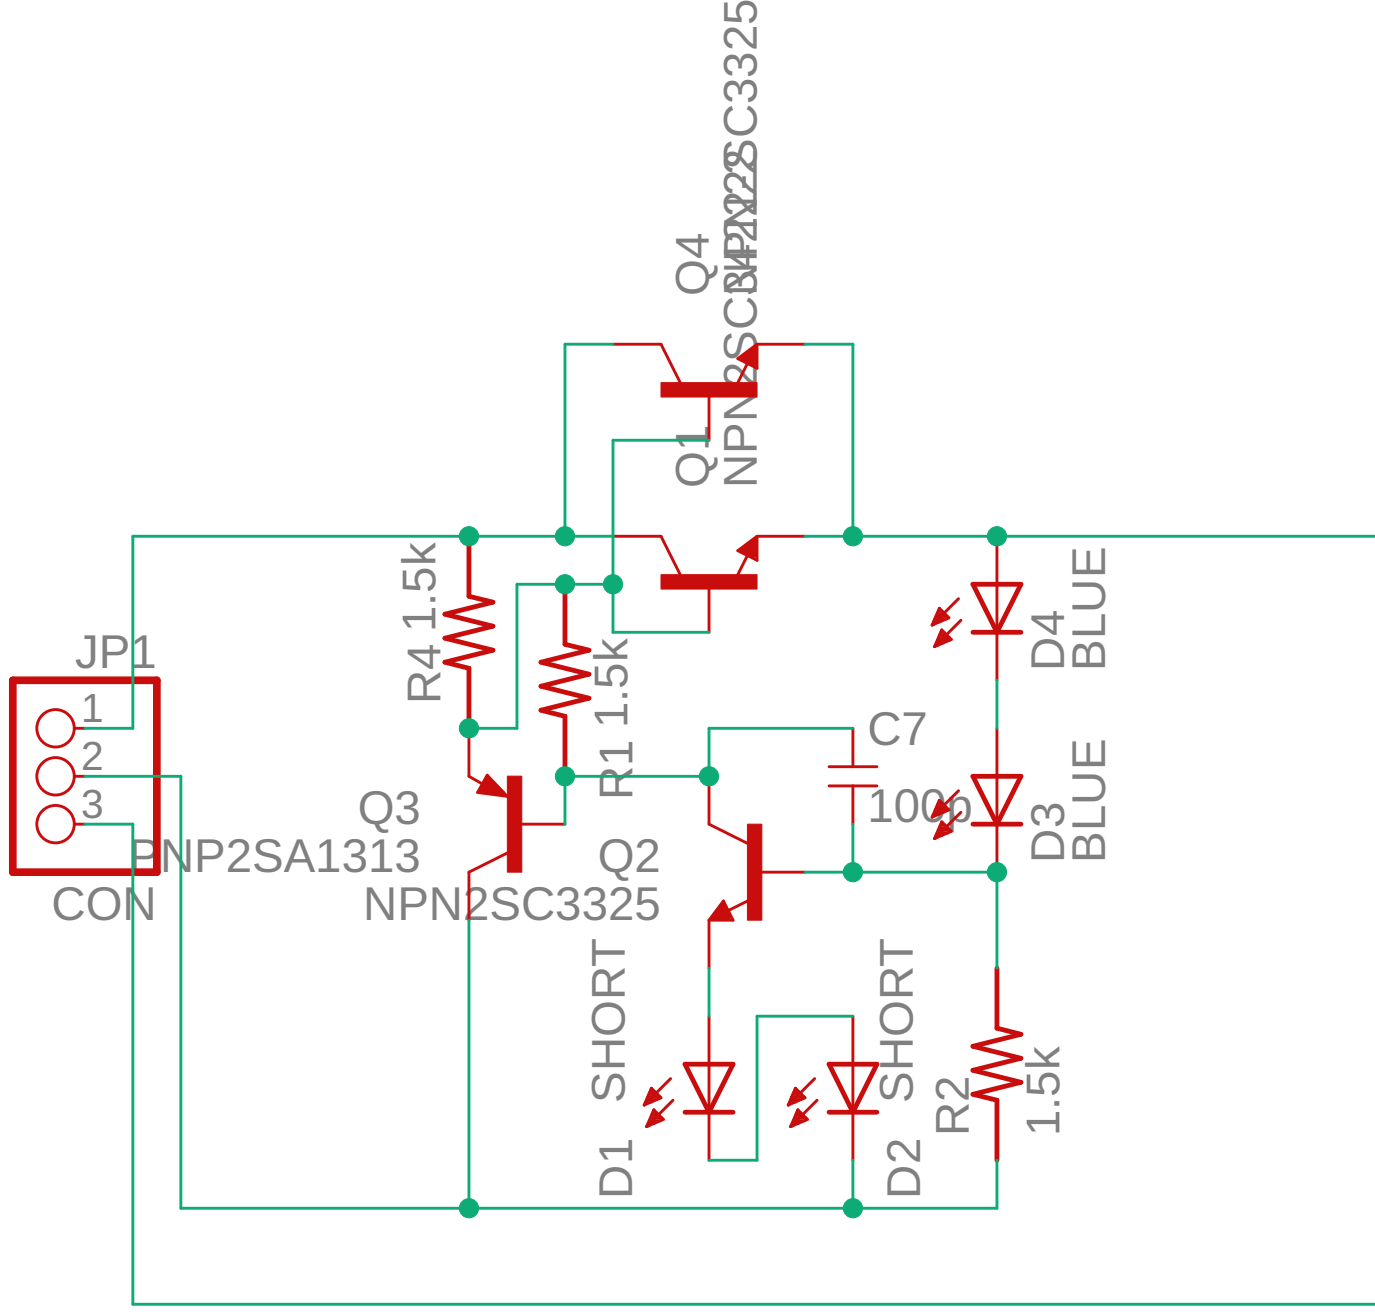 Q4
NPN2SC3325
Q1
R4
1.5k
R1
1.5k
JP1
1
2
3
CON
Q3
PNP2SA1313
Q2
NPN2SC3325
C7
100p
D4
BLUE
D3
BLUE
D1
SHORT
D2
SHORT
R2
1.5k